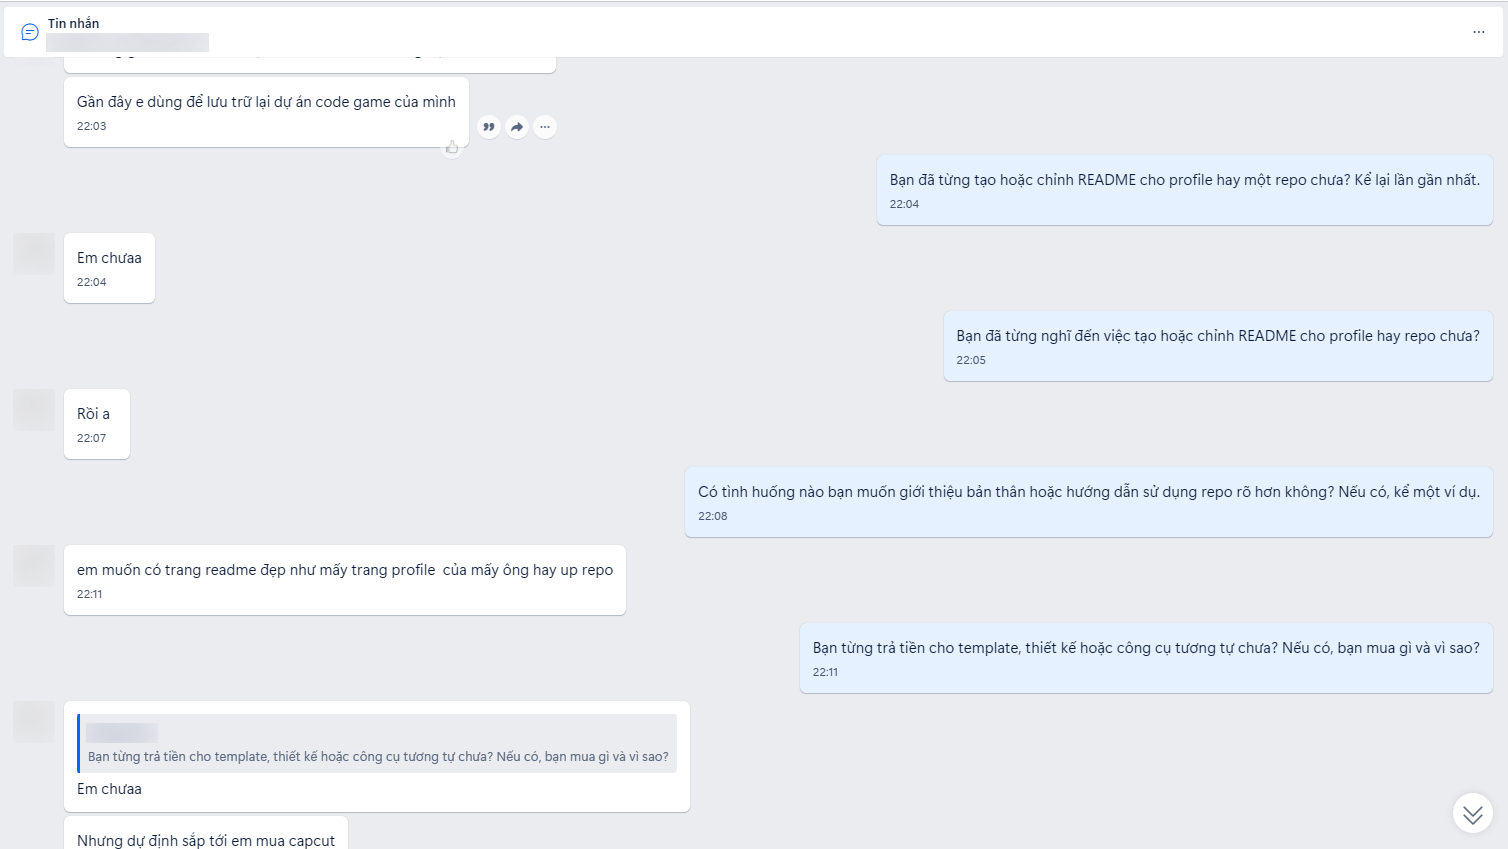 Tin nhắn
Gần đây e dùng để lưu trữ lại dự án code game của mình
22:03
Bạn đã từng tạo hoặc chỉnh README cho profile hay một repo chưa? Kể lại lần gần nhất.
22:04
Em chưaa
22:04
Bạn đã từng nghĩ đến việc tạo hoặc chỉnh README cho profile hay repo chưa?
22:05
Rồi a
22:07
Có tình huống nào bạn muốn giới thiệu bản thân hoặc hướng dẫn sử dụng repo rõ hơn không? Nếu có, kể một ví dụ.
22:08
em muốn có trang readme đẹp như mấy trang profile của mấy ông hay up repo
22:11
Bạn từng trả tiền cho template, thiết kế hoặc công cụ tương tự chưa? Nếu có, bạn mua gì và vì sao?
22:11
Bạn từng trả tiền cho template, thiết kế hoặc công cụ tương tự chưa? Nếu có, bạn mua gì và vì sao?
Em chưaa
Nhưng dự định sắp tới em mua capcut